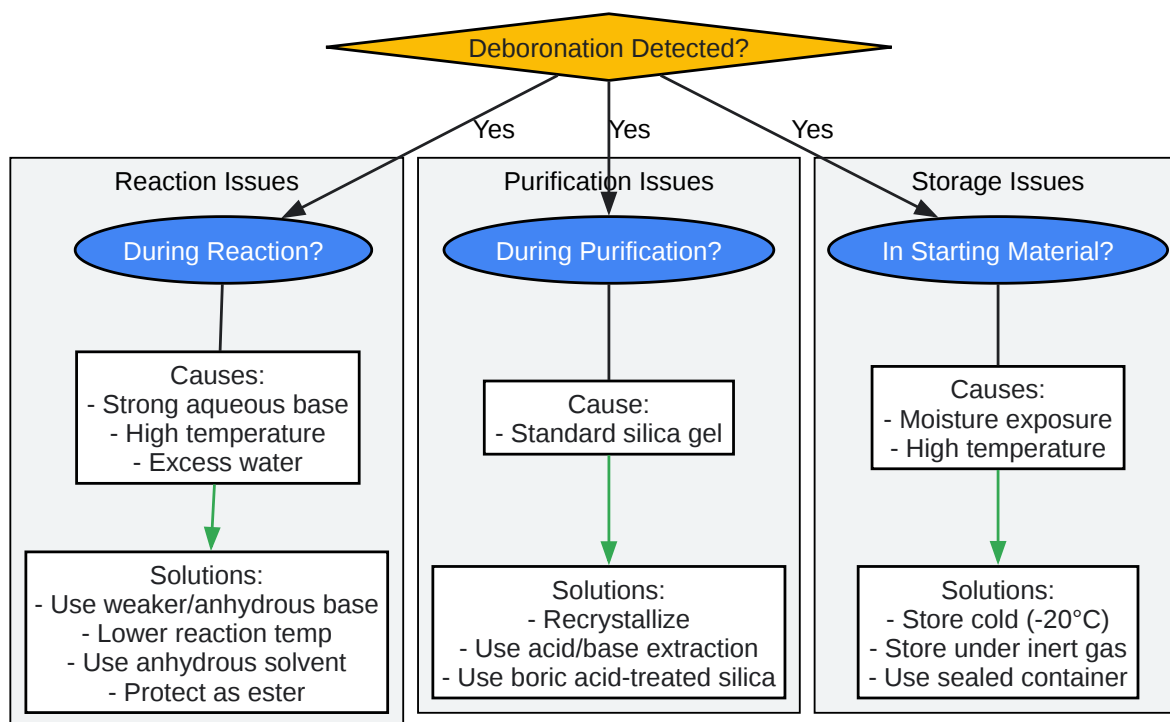 Deboronation Detected?
Yes
Yes
Yes
Reaction Issues
During Reaction?
Causes:
- Strong aqueous base
- High temperature
- Excess water
Solutions:
- Use weaker/anhydrous base
- Lower reaction temp
- Use anhydrous solvent
- Protect as ester
Purification Issues
During Purification?
Cause:
- Standard silica gel
Solutions:
- Recrystallize
- Use acid/base extraction
- Use boric acid-treated silica
Storage Issues
In Starting Material?
Causes:
- Moisture exposure
- High temperature
Solutions:
- Store cold (-20°C)
- Store under inert gas
- Use sealed container